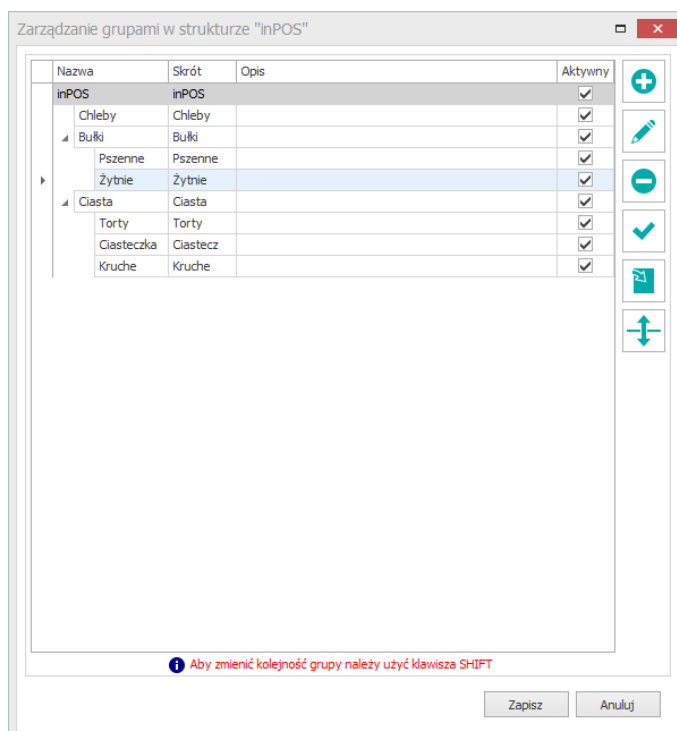 Zarządzanie grupami w strukturze "inPOS"
Nazwa Skrót Opis Aktywny
inPOS inPOS
Chleby Chleby
Bułki Bułki
Pszenne Pszenne
Żytnie Żytnie
Ciasta Ciasta
Torty Torty
Ciasteczka Ciastecz
Kruche Kruche
Aby zmienić kolejność grupy należy użyć klawisza SHIFT
Zapisz Anuluj